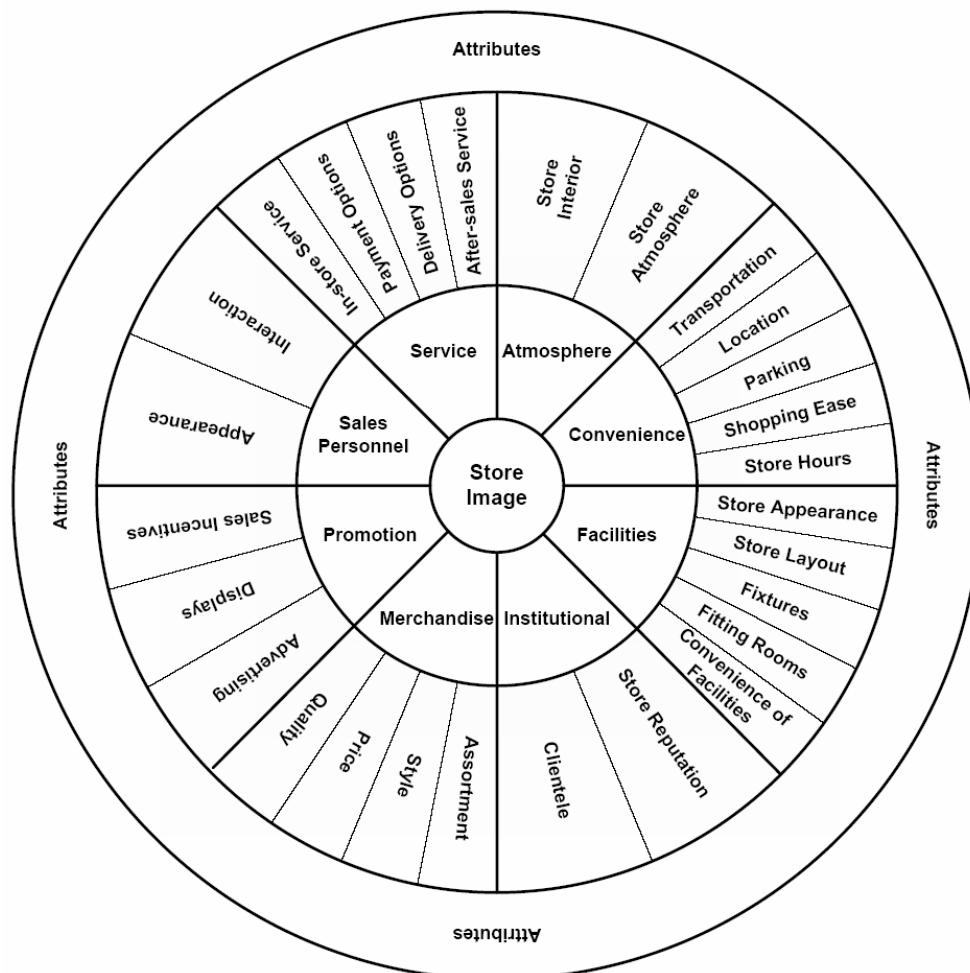 Attributes
Attributes
Attributes
Attributes
Store
Image
Service
In-store Service
Payment Options
Delivery Options
After-sales Service
Atmosphere
Store
Interior
Store
Atmosphere
Convenience
Transportation
Location
Parking
Shopping Ease
Store Hours
Facilities
Store Appearance
Store Layout
Fixtures
Fitting Rooms
Convenience of
Facilities
Institutional
Store Reputation
Clientele
Merchandise
Assortment
Style
Price
Quality
Promotion
Advertising
Displays
Sales Incentives
Sales
Personnel
Appearance
Interaction